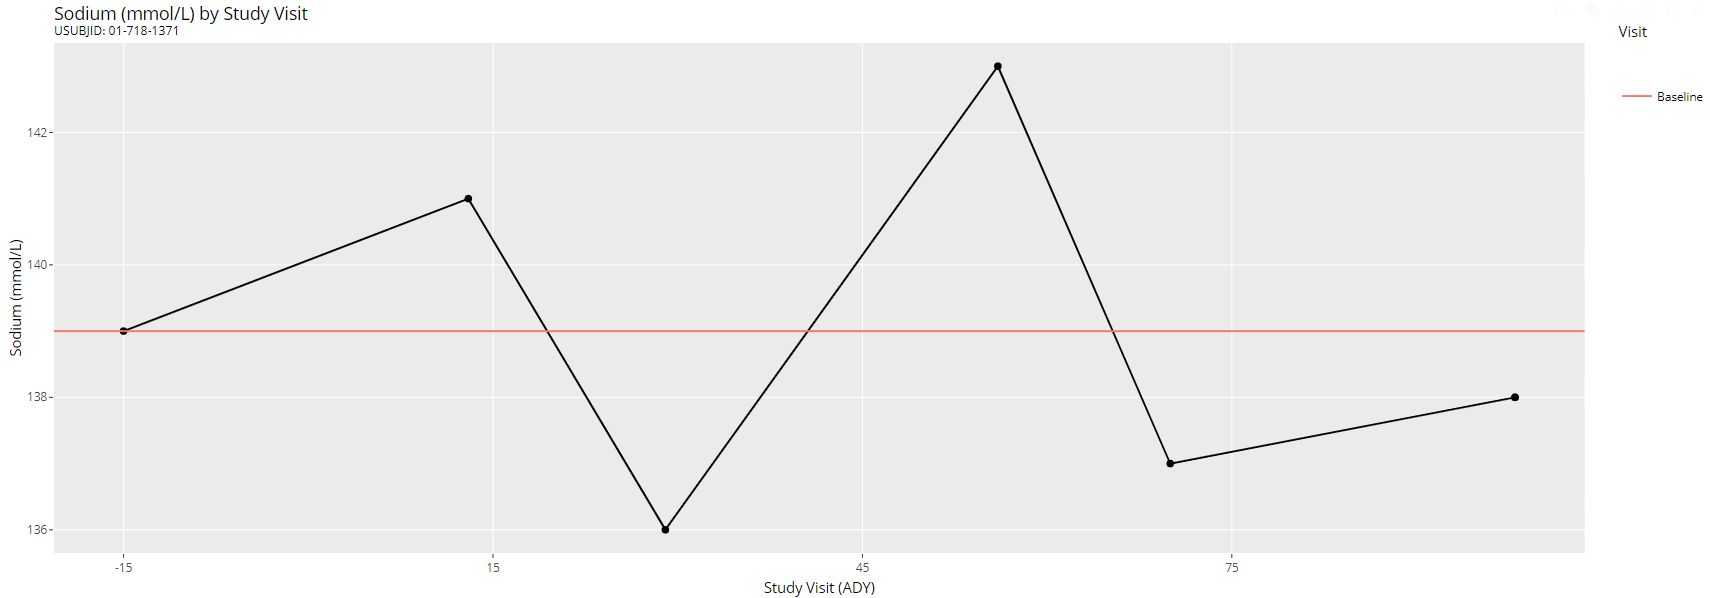 Sodium (mmol/L) by Study Visit
USUBJID: 01-718-1371
Visit
Baseline
Sodium (mmol/L)
142
140
138
136
-15
15
45
75
Study Visit (ADY)